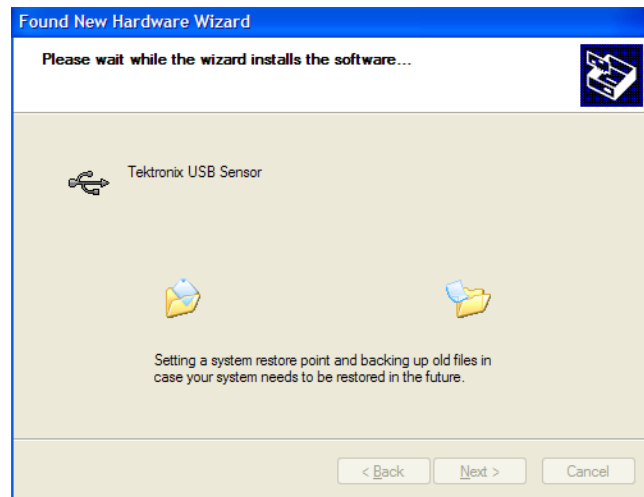 Found New Hardware Wizard
Please wait while the wizard installs the software...
Tektronix USB Sensor
Setting a system restore point and backing up old files in
case your system needs to be restored in the future.
< Back
Next >
Cancel